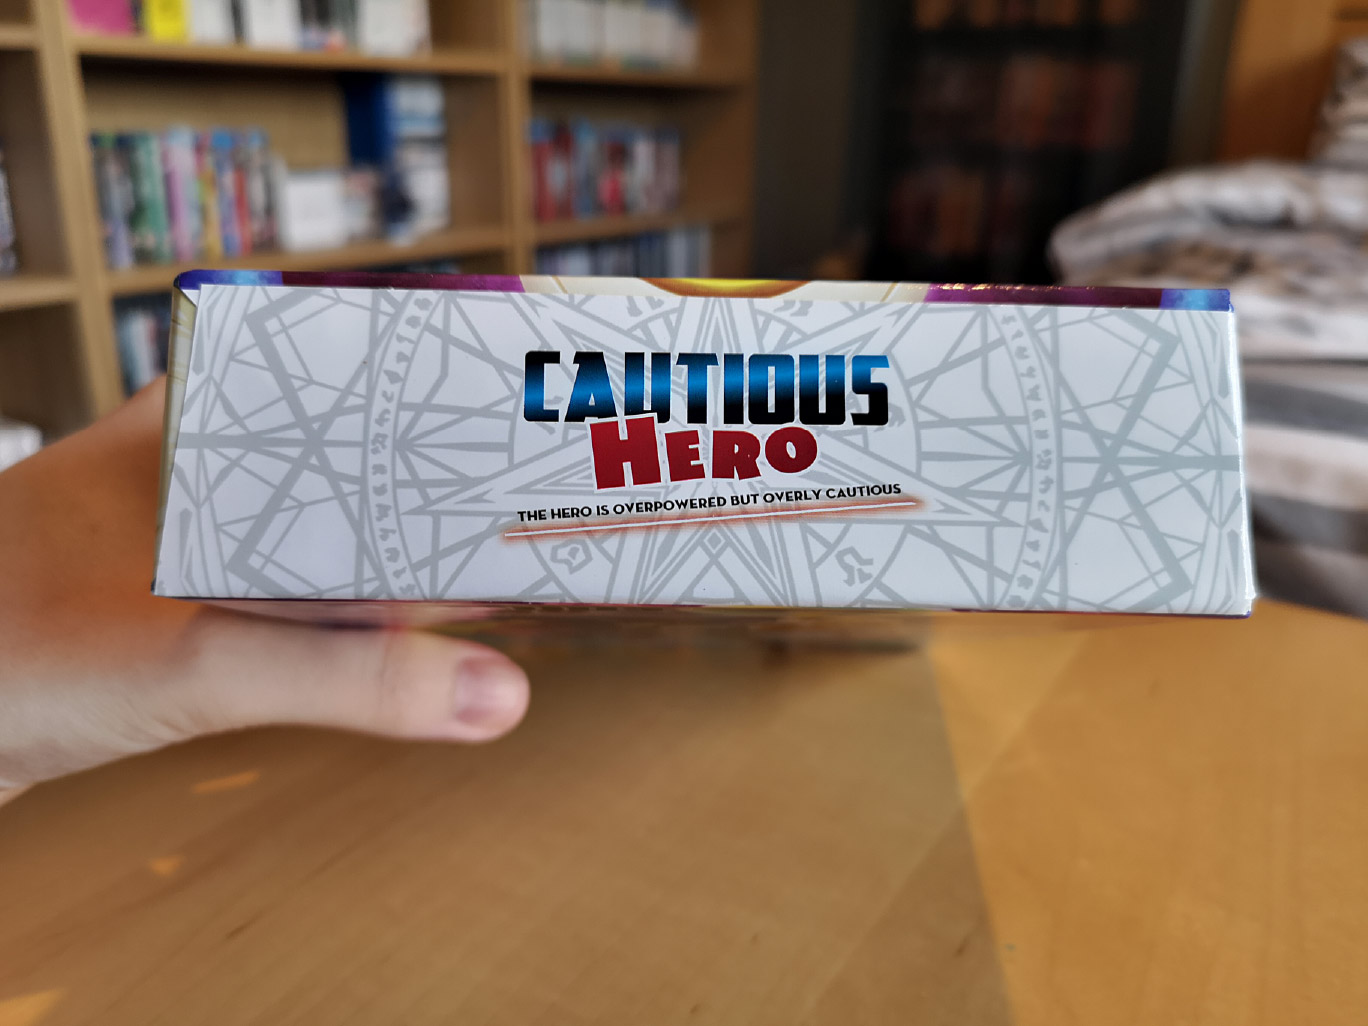 CAUTIOUS
HERO
THE HERO IS OVERPOWERED BUT OVERLY CAUTIOUS